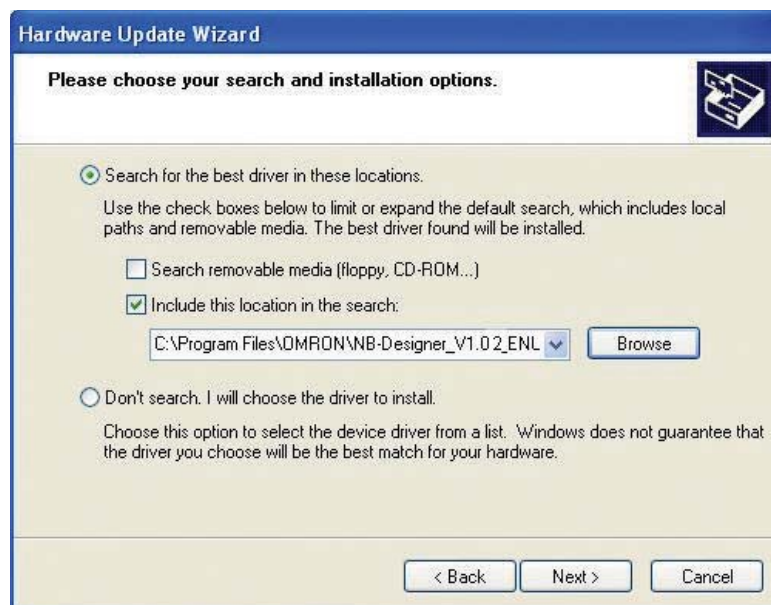 Hardware Update Wizard
Please choose your search and installation options.
Search for the best driver in these locations.
Use the check boxes below to limit or expand the default search, which includes local
paths and removable media. The best driver found will be installed.
Search removable media (floppy, CD-ROM...)
Include this location in the search:
C:\Program Files\OMRON\NB-Designer_V1.02_ENL
Browse
Don't search. I will choose the driver to install.
Choose this option to select the device driver from a list. Windows does not guarantee that
the driver you choose will be the best match for your hardware.
< Back
Next >
Cancel